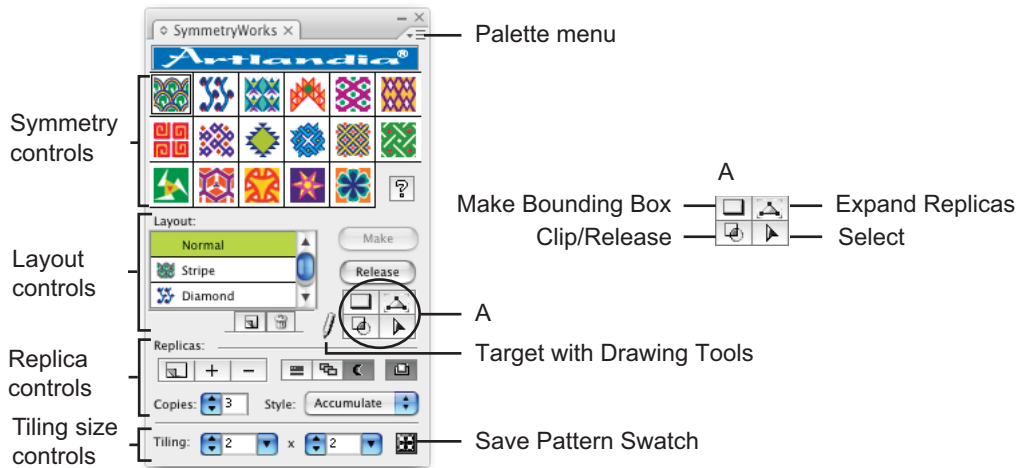 SymmetryWorks
Palette menu
Artlandia®
Symmetry
controls
?
A
Make Bounding Box
Expand Replicas
Clip/Release
Select
Layout
controls
Layout:
Normal
Stripe
Diamond
Make
Release
A
Target with Drawing Tools
Replica
controls
Replicas:
+ −
Copies: 3 Style: Accumulate
Tiling size
controls
Tiling: 2 x 2
Save Pattern Swatch